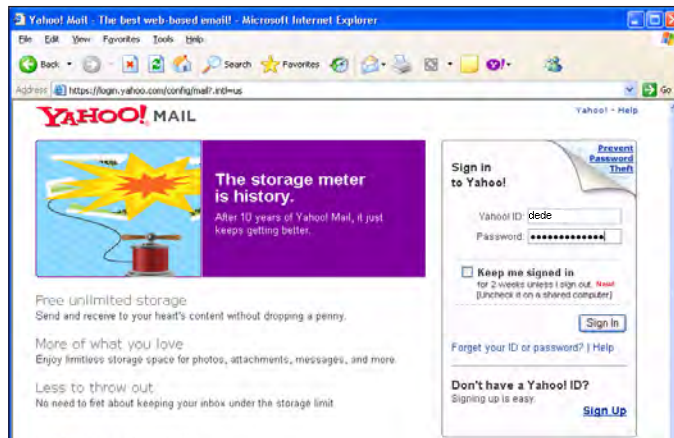 Yahoo! Mail - The best web-based email! - Microsoft Internet Explorer
File Edit View Favorites Tools Help
Back Search Favorites
Address https://login.yahoo.com/config/mail?.intl=us Go
YAHOO! MAIL
Yahoo! - Help
The storage meter
is history.
After 10 years of Yahoo! Mail, it just
keeps getting better.
Free unlimited storage
Send and receive to your heart's content without dropping a penny.
More of what you love
Enjoy limitless storage space for photos, attachments, messages, and more.
Less to throw out
No need to fret about keeping your inbox under the storage limit
Prevent
Password
Theft
Sign in
to Yahoo!
Yahoo! ID: dede
Password: •••••••••••••
Keep me signed in
for 2 weeks unless I sign out. New!
[Uncheck it on a shared computer]
Sign In
Forget your ID or password? | Help
Don't have a Yahoo! ID?
Signing up is easy.
Sign Up